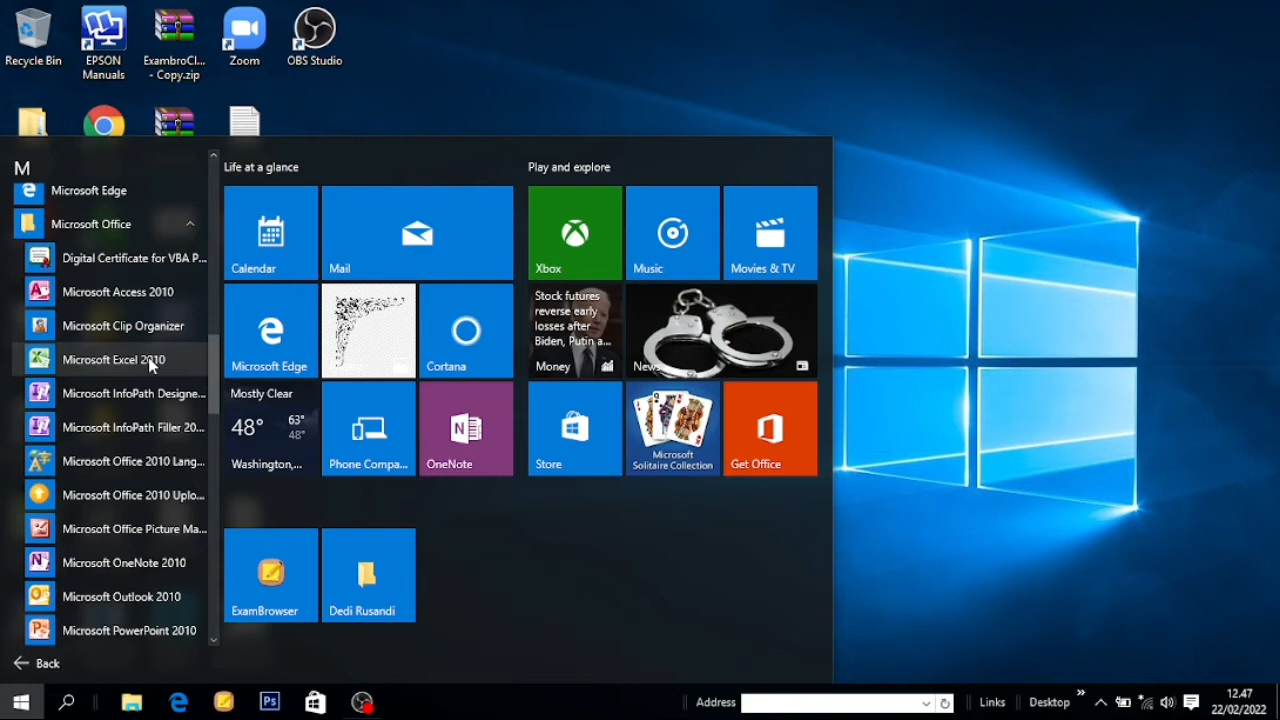 Recycle Bin
EPSON
Manuals
ExambroCl...
- Copy.zip
Zoom
OBS Studio
M
Microsoft Edge
Microsoft Office
Digital Certificate for VBA P...
Microsoft Access 2010
Microsoft Clip Organizer
Microsoft Excel 2010
Microsoft InfoPath Designe...
Microsoft InfoPath Filler 20...
Microsoft Office 2010 Lang...
Microsoft Office 2010 Uplo...
Microsoft Office Picture Ma...
Microsoft OneNote 2010
Microsoft Outlook 2010
Microsoft PowerPoint 2010
Back
Life at a glance
Calendar
Mail
Microsoft Edge
Cortana
Mostly Clear
48°
63°
48°
Washington,...
Phone Compa...
OneNote
ExamBrowser
Dedi Rusandi
Play and explore
Xbox
Music
Movies & TV
Stock futures
reverse early
losses after
Biden, Putin a...
Money
News
Store
Microsoft
Solitaire Collection
Get Office
Address
Links
Desktop
12.47
22/02/2022